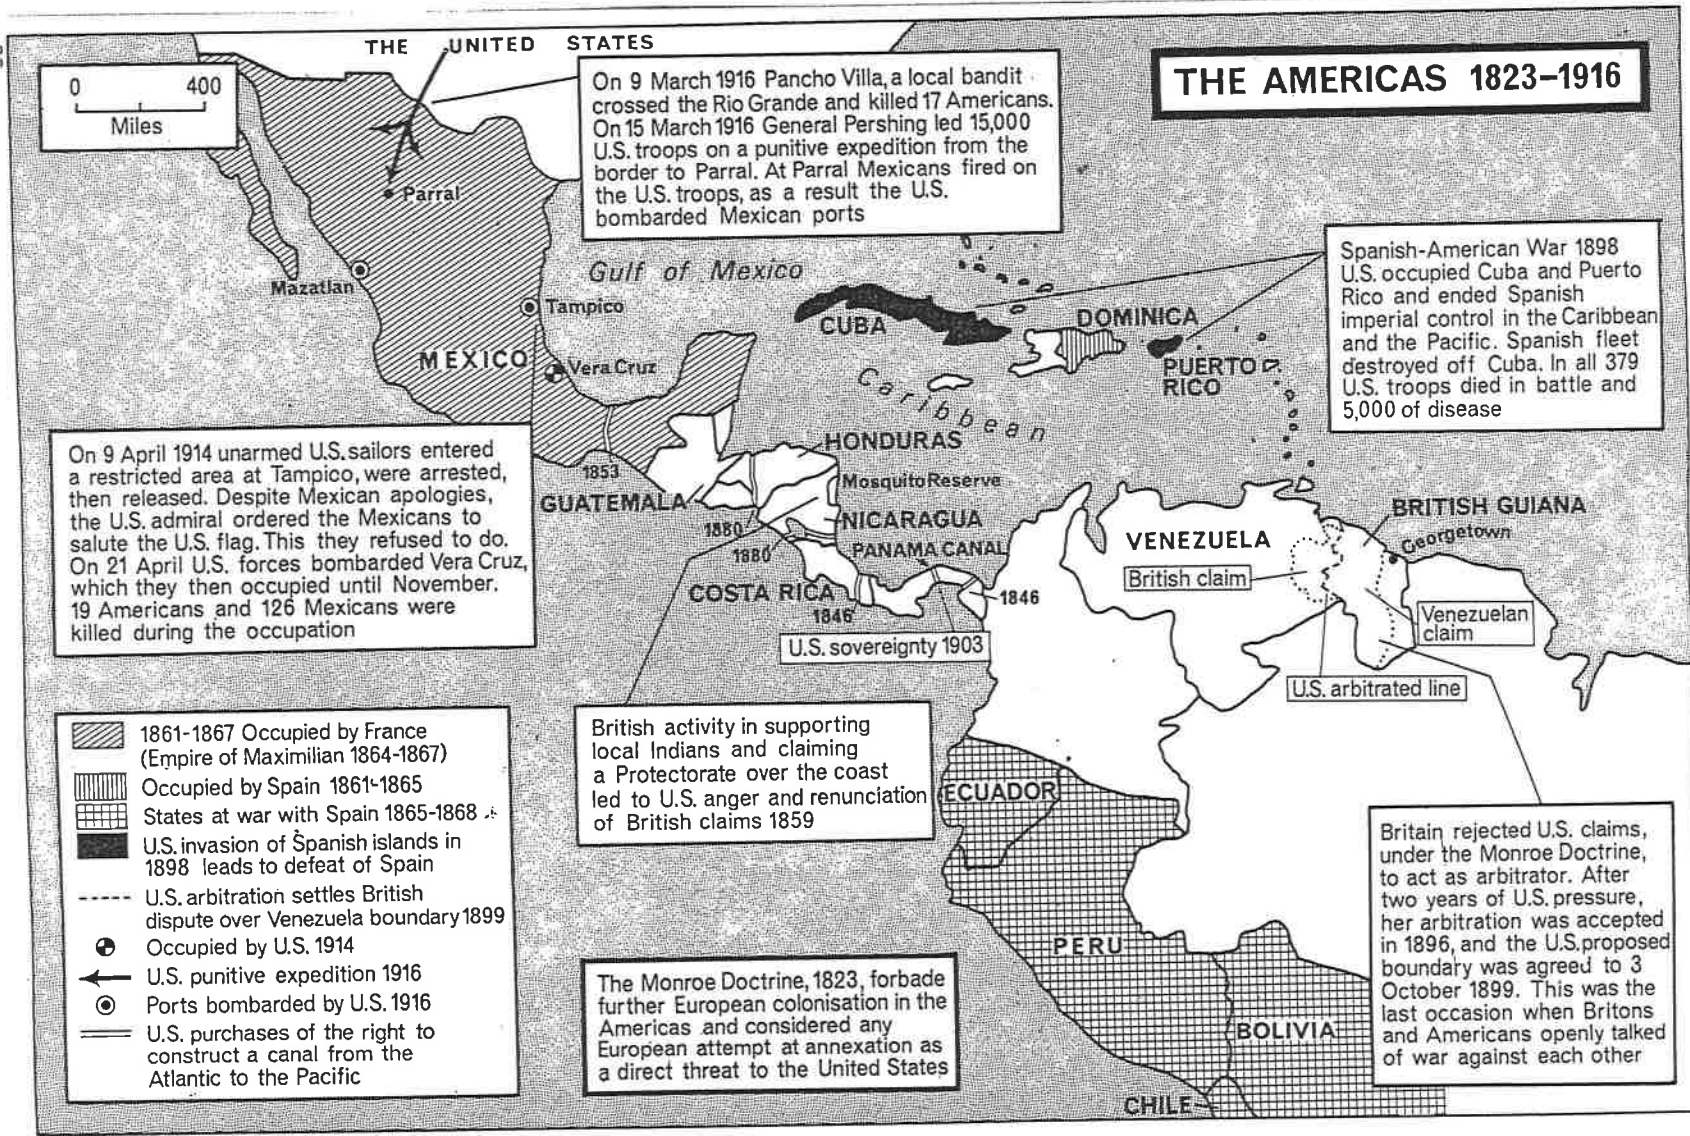 THE UNITED STATES
0 400
Miles
THE AMERICAS 1823–1916
On 9 March 1916 Pancho Villa, a local bandit
crossed the Rio Grande and killed 17 Americans.
On 15 March 1916 General Pershing led 15,000
U.S. troops on a punitive expedition from the
border to Parral. At Parral Mexicans fired on
the U.S. troops, as a result the U.S.
bombarded Mexican ports
Parral
Mazatlan
Gulf of Mexico
Tampico
MEXICO
Vera Cruz
CUBA
DOMINICA
PUERTO
RICO
Caribbean
Spanish-American War 1898
U.S. occupied Cuba and Puerto
Rico and ended Spanish
imperial control in the Caribbean
and the Pacific. Spanish fleet
destroyed off Cuba. In all 379
U.S. troops died in battle and
5,000 of disease
On 9 April 1914 unarmed U.S. sailors entered
a restricted area at Tampico, were arrested,
then released. Despite Mexican apologies,
the U.S. admiral ordered the Mexicans to
salute the U.S. flag. This they refused to do.
On 21 April U.S. forces bombarded Vera Cruz,
which they then occupied until November.
19 Americans and 126 Mexicans were
killed during the occupation
1853
HONDURAS
Mosquito Reserve
GUATEMALA
1880
NICARAGUA
1880
PANAMA CANAL
COSTA RICA
1846
1846
U.S. sovereignty 1903
VENEZUELA
BRITISH GUIANA
Georgetown
British claim
Venezuelan
claim
U.S. arbitrated line
1861-1867 Occupied by France
(Empire of Maximilian 1864-1867)
Occupied by Spain 1861-1865
States at war with Spain 1865-1868
U.S. invasion of Spanish islands in
1898 leads to defeat of Spain
U.S. arbitration settles British
dispute over Venezuela boundary 1899
Occupied by U.S. 1914
U.S. punitive expedition 1916
Ports bombarded by U.S. 1916
U.S. purchases of the right to
construct a canal from the
Atlantic to the Pacific
British activity in supporting
local Indians and claiming
a Protectorate over the coast
led to U.S. anger and renunciation
of British claims 1859
The Monroe Doctrine, 1823, forbade
further European colonisation in the
Americas and considered any
European attempt at annexation as
a direct threat to the United States
ECUADOR
PERU
BOLIVIA
CHILE
Britain rejected U.S. claims,
under the Monroe Doctrine,
to act as arbitrator. After
two years of U.S. pressure,
her arbitration was accepted
in 1896, and the U.S. proposed
boundary was agreed to 3
October 1899. This was the
last occasion when Britons
and Americans openly talked
of war against each other